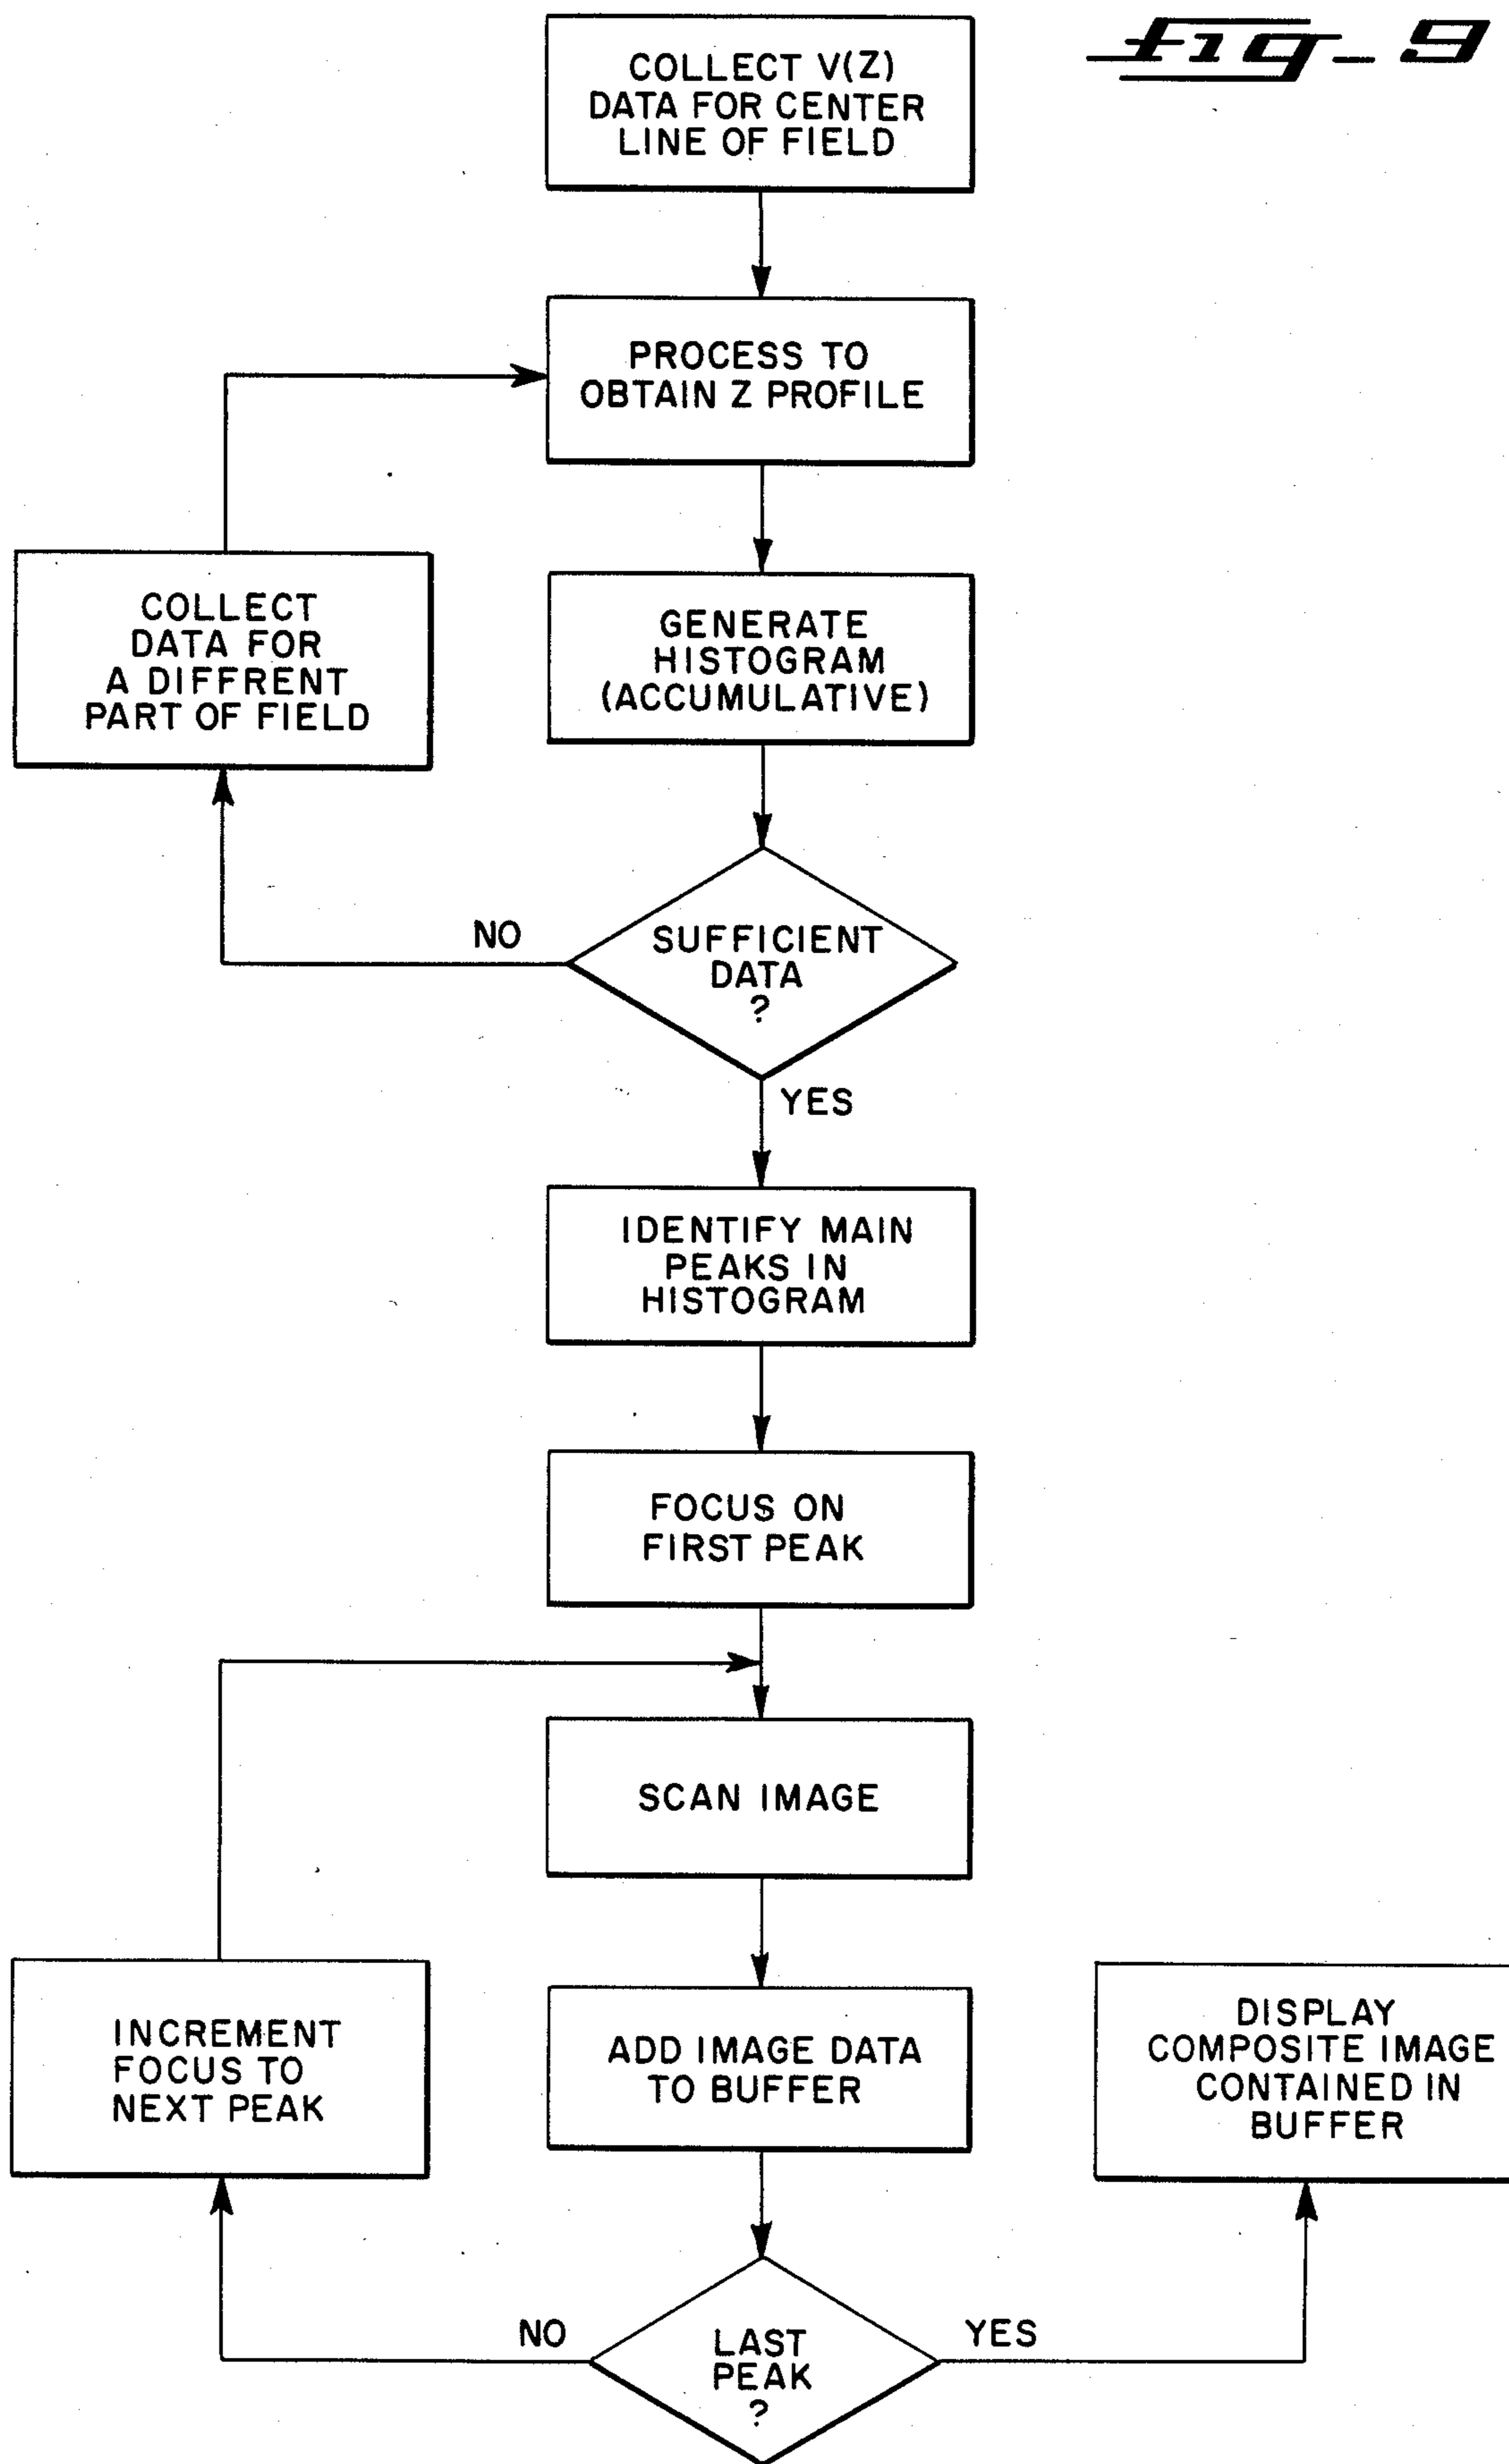 fig-9
COLLECT V(Z)
DATA FOR CENTER
LINE OF FIELD
PROCESS TO
OBTAIN Z PROFILE
COLLECT
DATA FOR
A DIFFRENT
PART OF FIELD
GENERATE
HISTOGRAM
(ACCUMULATIVE)
NO
SUFFICIENT
DATA
?
YES
IDENTIFY MAIN
PEAKS IN
HISTOGRAM
FOCUS ON
FIRST PEAK
SCAN IMAGE
INCREMENT
FOCUS TO
NEXT PEAK
ADD IMAGE DATA
TO BUFFER
DISPLAY
COMPOSITE IMAGE
CONTAINED IN
BUFFER
NO
LAST
PEAK
?
YES